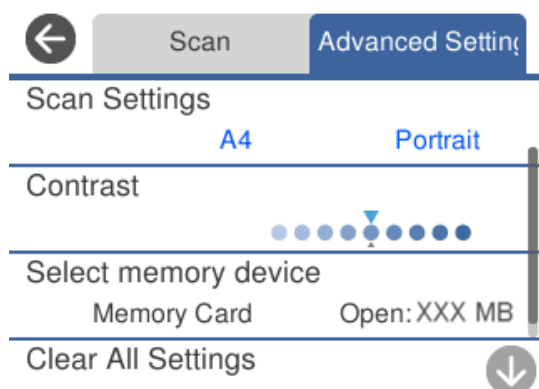 Scan Advanced Setting
Scan Settings
A4 Portrait
Contrast
Select memory device
Memory Card Open: XXX MB
Clear All Settings